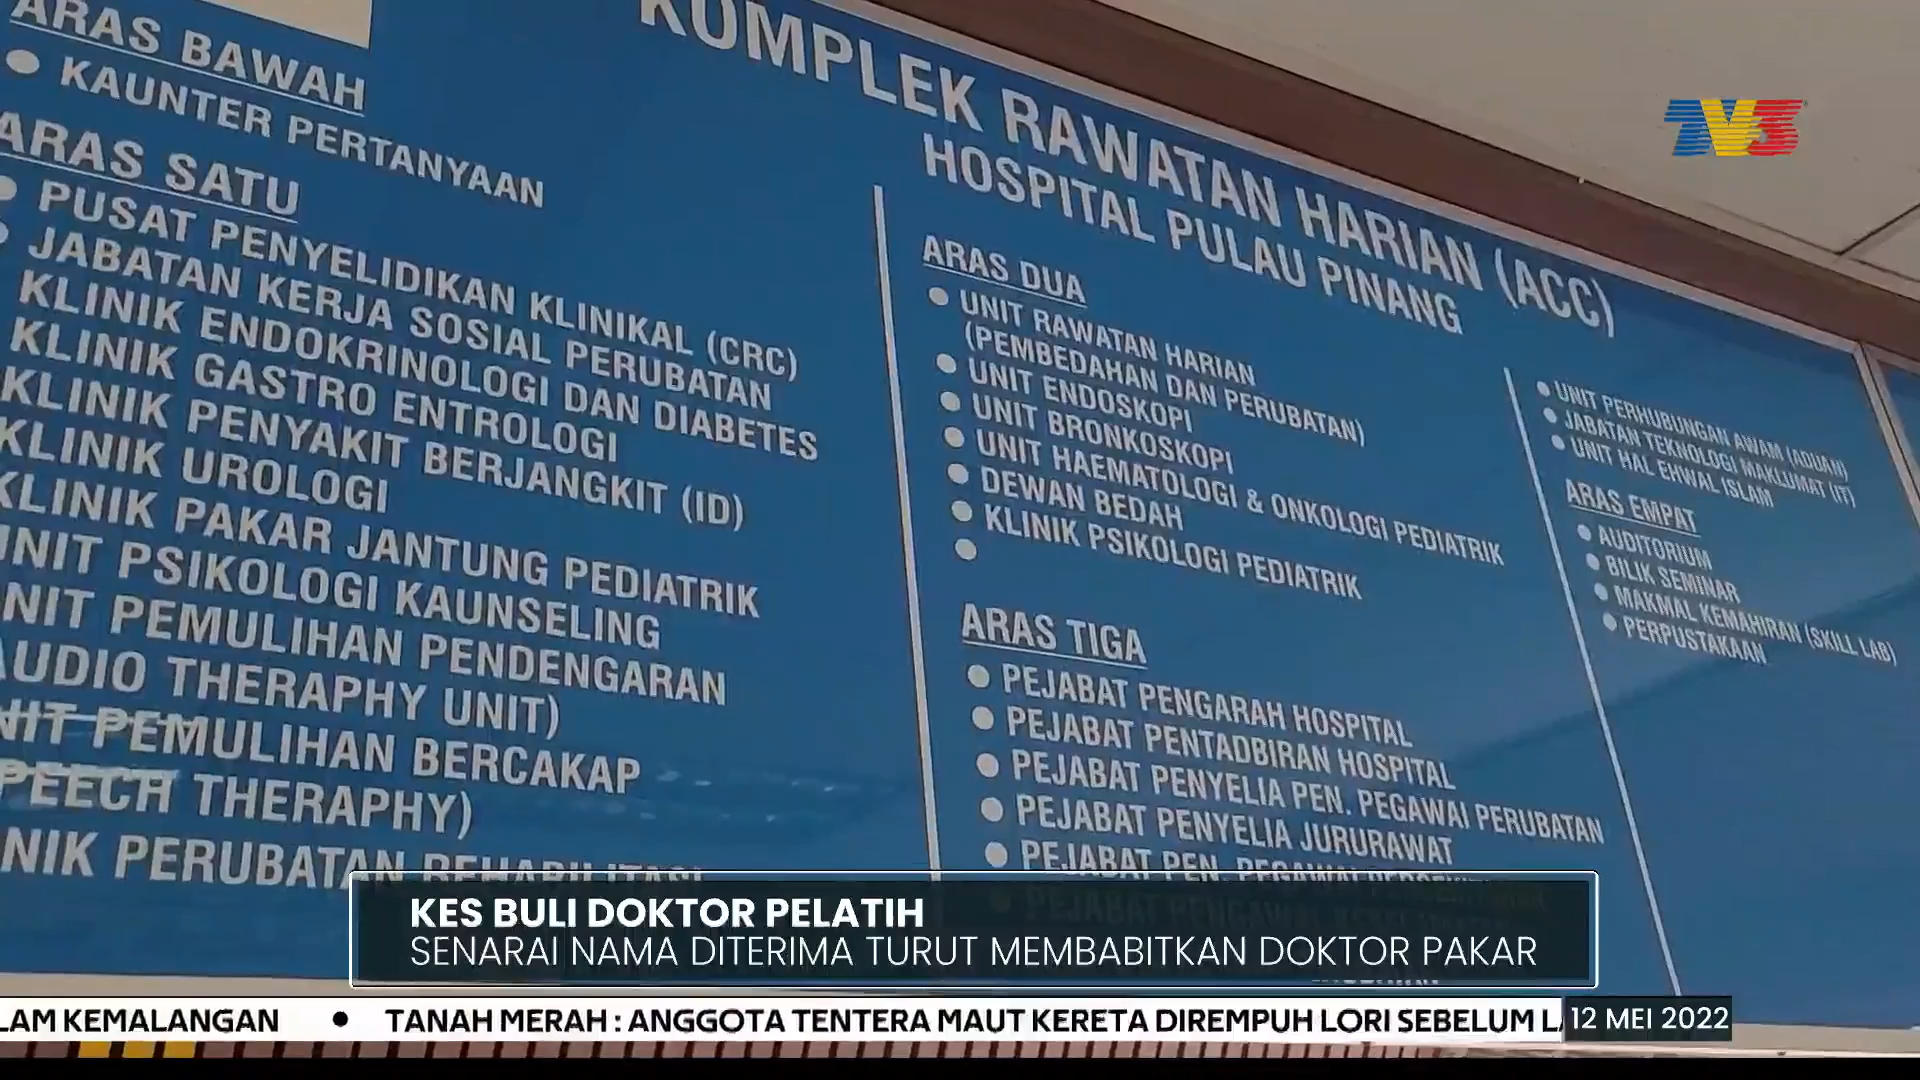 KOMPLEK RAWATAN HARIAN (ACC)
HOSPITAL PULAU PINANG
ARAS BAWAH
KAUNTER PERTANYAAN
ARAS SATU
PUSAT PENYELIDIKAN KLINIKAL (CRC)
JABATAN KERJA SOSIAL PERUBATAN
KLINIK ENDOKRINOLOGI DAN DIABETES
KLINIK GASTRO ENTROLOGI
KLINIK PENYAKIT BERJANGKIT (ID)
KLINIK UROLOGI
KLINIK PAKAR JANTUNG PEDIATRIK
UNIT PSIKOLOGI KAUNSELING
NIT PEMULIHAN PENDENGARAN
AUDIO THERAPHY UNIT)
NIT PEMULIHAN BERCAKAP
PEECH THERAPHY)
NIK PERUBATAN REHABILITASI
ARAS DUA
UNIT RAWATAN HARIAN
(PEMBEDAHAN DAN PERUBATAN)
UNIT ENDOSKOPI
UNIT BRONKOSKOPI
UNIT HAEMATOLOGI & ONKOLOGI PEDIATRIK
DEWAN BEDAH
KLINIK PSIKOLOGI PEDIATRIK
ARAS TIGA
PEJABAT PENGARAH HOSPITAL
PEJABAT PENTADBIRAN HOSPITAL
PEJABAT PENYELIA PEN. PEGAWAI PERUBATAN
PEJABAT PENYELIA JURURAWAT
PEJABAT PEN. PEGAWAI
PEJABAT
UNIT PERHUBUNGAN AWAM (ADUAN)
JABATAN TEKNOLOGI MAKLUMAT (IT)
UNIT HAL EHWAL ISLAM
ARAS EMPAT
AUDITORIUM
BILIK SEMINAR
MAKMAL KEMAHIRAN (SKILL LAB)
PERPUSTAKAAN
TV3
KES BULI DOKTOR PELATIH
SENARAI NAMA DITERIMA TURUT MEMBABITKAN DOKTOR PAKAR
LAM KEMALANGAN • TANAH MERAH : ANGGOTA TENTERA MAUT KERETA DIREMPUH LORI SEBELUM
12 MEI 2022